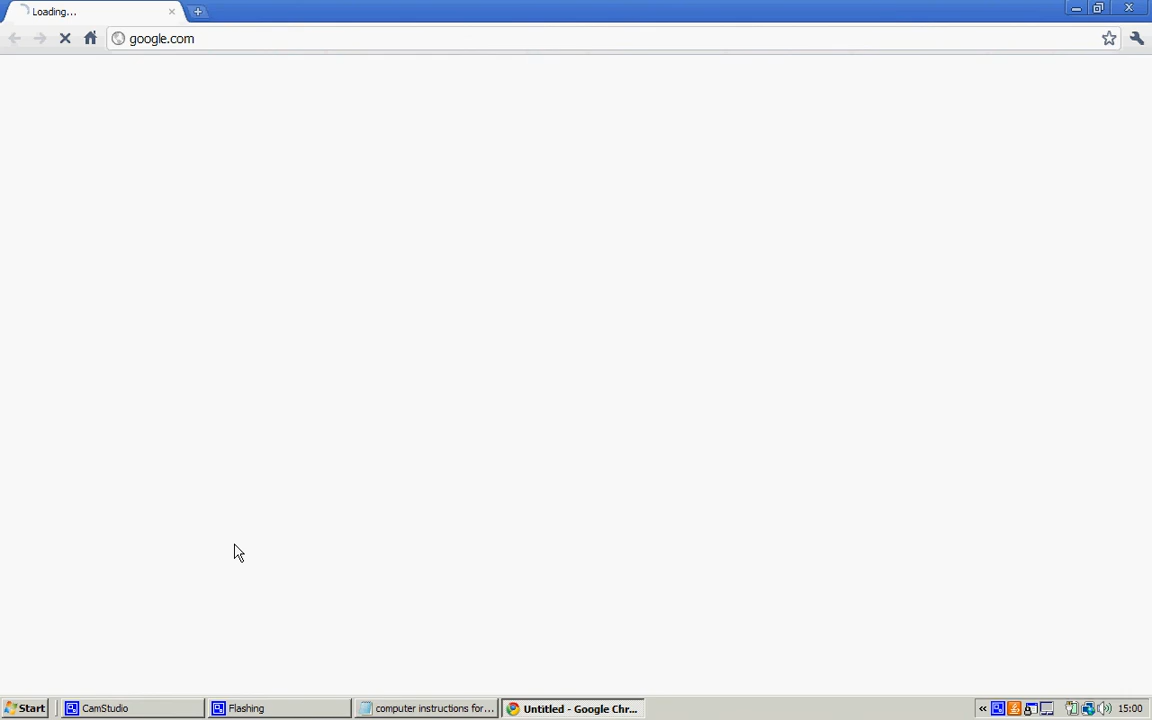 Loading...
google.com
Start
CamStudio
Flashing
computer instructions for...
Untitled - Google Chr...
«
15:00